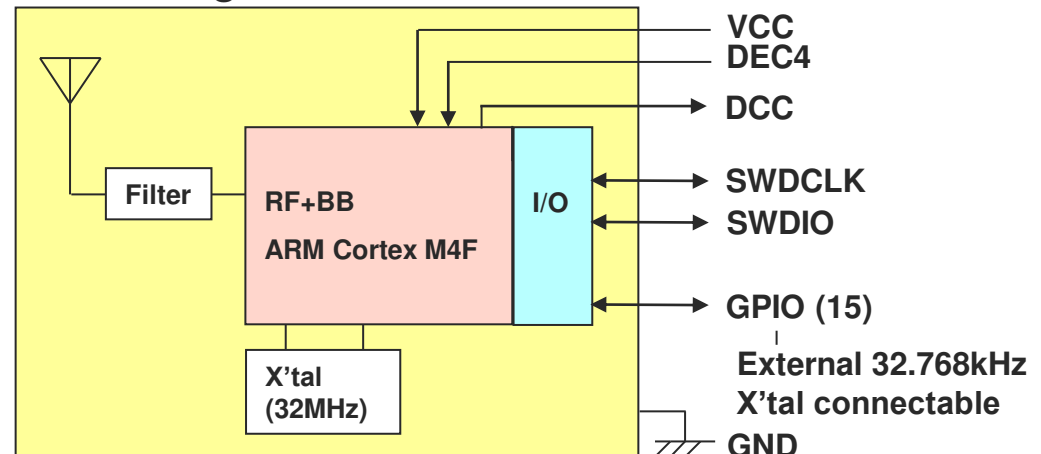 VCC
DEC4
DCC
Filter
RF+BB
ARM Cortex M4F
I/O
SWDCLK
SWDIO
GPIO (15)
External 32.768kHz
X'tal connectable
X'tal
(32MHz)
GND